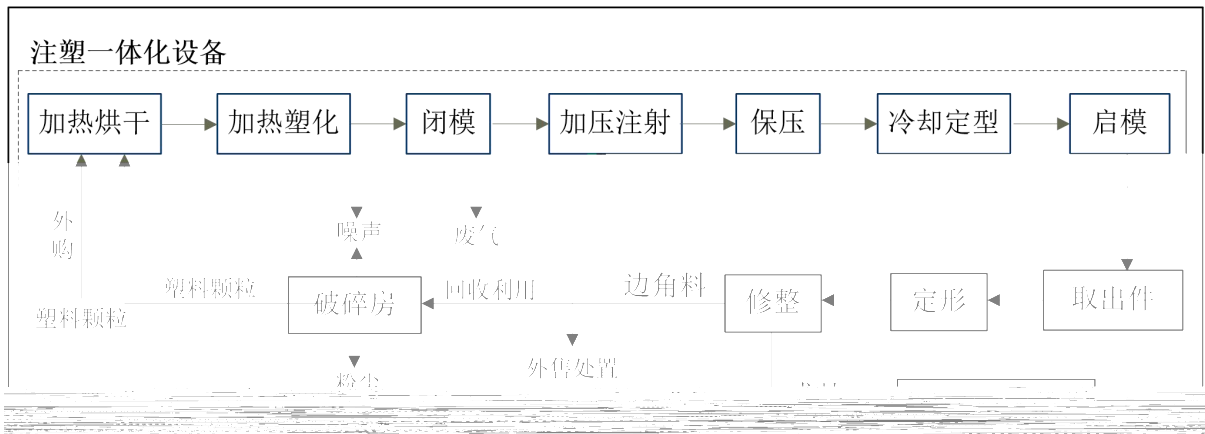 注塑一体化设备
加热烘干 加热塑化 闭模 加压注射 保压 冷却定型 启模
外购
噪声 废气
塑料颗粒 回收利用 边角料
塑料颗粒 破碎房 修整 定形 取出件
外售处置
粉尘